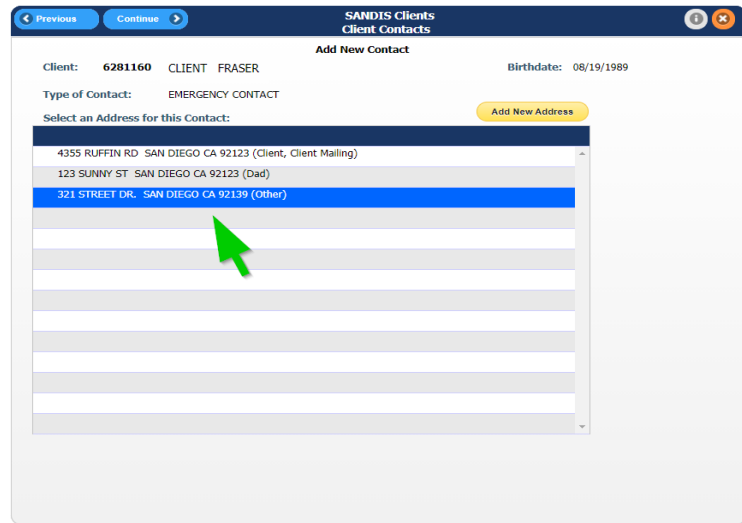 Previous Continue SANDIS Clients
Client Contacts
Add New Contact
Client: 6281160 CLIENT FRASER Birthdate: 08/19/1989
Type of Contact: EMERGENCY CONTACT
Select an Address for this Contact: Add New Address
4355 RUFFIN RD SAN DIEGO CA 92123 (Client, Client Mailing)
123 SUNNY ST SAN DIEGO CA 92123 (Dad)
321 STREET DR. SAN DIEGO CA 92139 (Other)